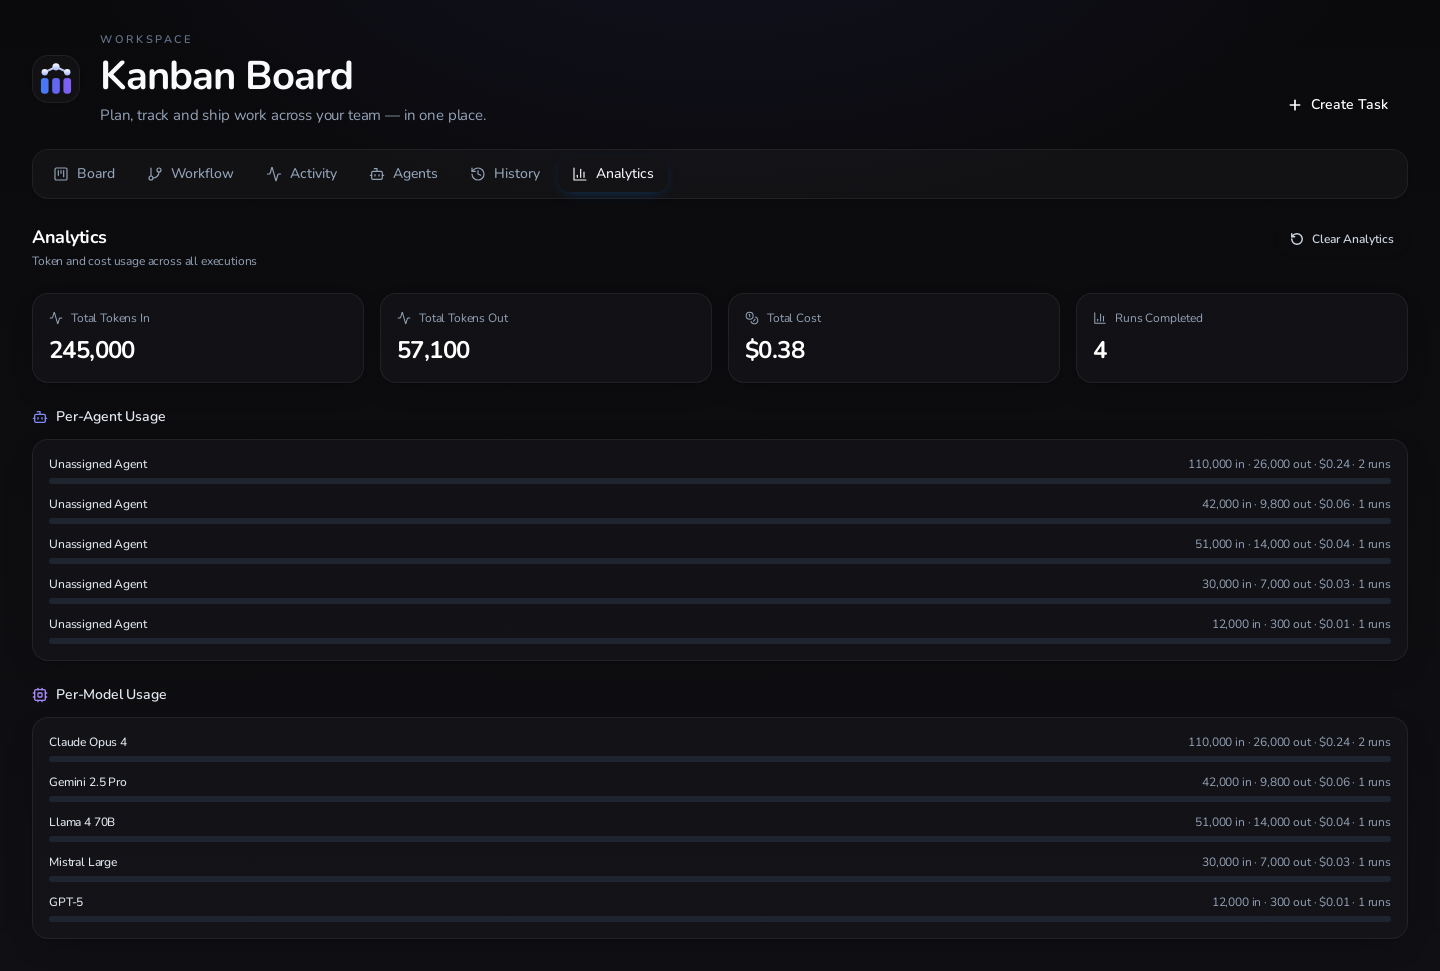 WORKSPACE
Kanban Board
Plan, track and ship work across your team — in one place.
Create Task
Board
Workflow
Activity
Agents
History
Analytics
Analytics
Token and cost usage across all executions
Clear Analytics
Total Tokens In
245,000
Total Tokens Out
57,100
Total Cost
$0.38
Runs Completed
4
Per-Agent Usage
Unassigned Agent 110,000 in · 26,000 out · $0.24 · 2 runs
Unassigned Agent 42,000 in · 9,800 out · $0.06 · 1 runs
Unassigned Agent 51,000 in · 14,000 out · $0.04 · 1 runs
Unassigned Agent 30,000 in · 7,000 out · $0.03 · 1 runs
Unassigned Agent 12,000 in · 300 out · $0.01 · 1 runs
Per-Model Usage
Claude Opus 4 110,000 in · 26,000 out · $0.24 · 2 runs
Gemini 2.5 Pro 42,000 in · 9,800 out · $0.06 · 1 runs
Llama 4 70B 51,000 in · 14,000 out · $0.04 · 1 runs
Mistral Large 30,000 in · 7,000 out · $0.03 · 1 runs
GPT-5 12,000 in · 300 out · $0.01 · 1 runs